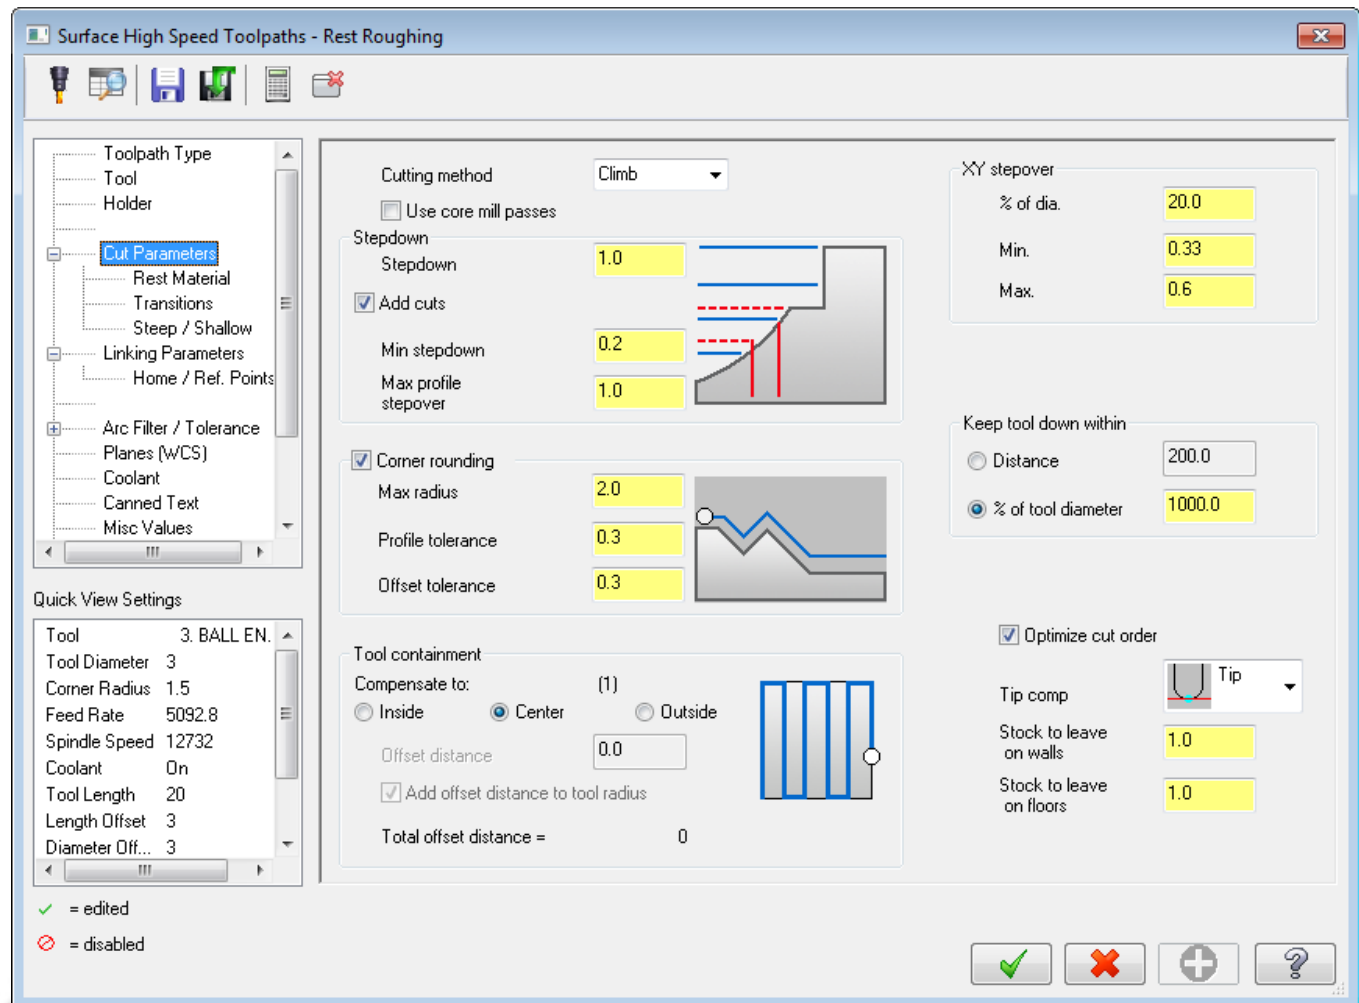 Surface High Speed Toolpaths - Rest Roughing
Toolpath Type
Tool
Holder
Cut Parameters
Rest Material
Transitions
Steep / Shallow
Linking Parameters
Home / Ref. Points
Arc Filter / Tolerance
Planes (WCS)
Coolant
Canned Text
Misc Values
Quick View Settings
Tool 3. BALL EN.
Tool Diameter 3
Corner Radius 1.5
Feed Rate 5092.8
Spindle Speed 12732
Coolant On
Tool Length 20
Length Offset 3
Diameter Off... 3
= edited
= disabled
Cutting method Climb
Use core mill passes
Stepdown
Stepdown 1.0
Add cuts
Min stepdown 0.2
Max profile
stepover 1.0
Corner rounding
Max radius 2.0
Profile tolerance 0.3
Offset tolerance 0.3
Tool containment
Compensate to: (1)
Inside Center Outside
Offset distance 0.0
Add offset distance to tool radius
Total offset distance = 0
XY stepover
% of dia. 20.0
Min. 0.33
Max. 0.6
Keep tool down within
Distance 200.0
% of tool diameter 1000.0
Optimize cut order
Tip comp Tip
Stock to leave
on walls 1.0
Stock to leave
on floors 1.0